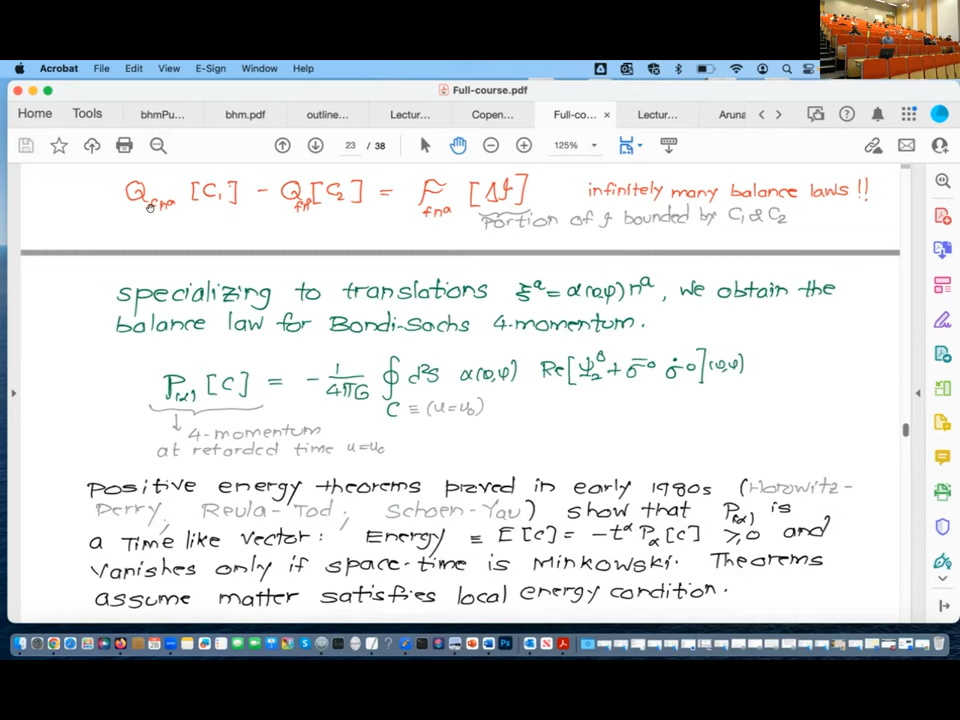 Acrobat File Edit View E-Sign Window Help
Full-course.pdf
Home Tools bhmPu... bhm.pdf outline... Lectur... Copen... Full-co... × Lectur... Aruna
23 / 38 125%
Q_{fn^a} [C_1] - Q_{fn^a} [C_2] = F_{fn^a} [Δℐ] infinitely many balance laws !!
portion of ℐ bounded by C_1 & C_2
specializing to translations ξ^a = α(θ,φ) n^a, we obtain the
balance law for Bondi-Sachs 4-momentum.
P_{(α)} [C] = - 1/4πG ∮ d²S α(θ,φ) Re[Ψ_2^0 + σ̄^0 σ̇^0] (θ,φ)
C ≡ (u=u_0)
↓ 4-momentum
at retarded time u=u_0
Positive energy theorems proved in early 1980s (Horowitz-
Perry, Reula-Tod, Schoen-Yau) show that P_{(α)} is
a Time like vector: Energy ≡ E[C] = -t^α P_α [C] ≥0 and
vanishes only if space-time is Minkowski. Theorems
assume matter satisfies local energy condition.